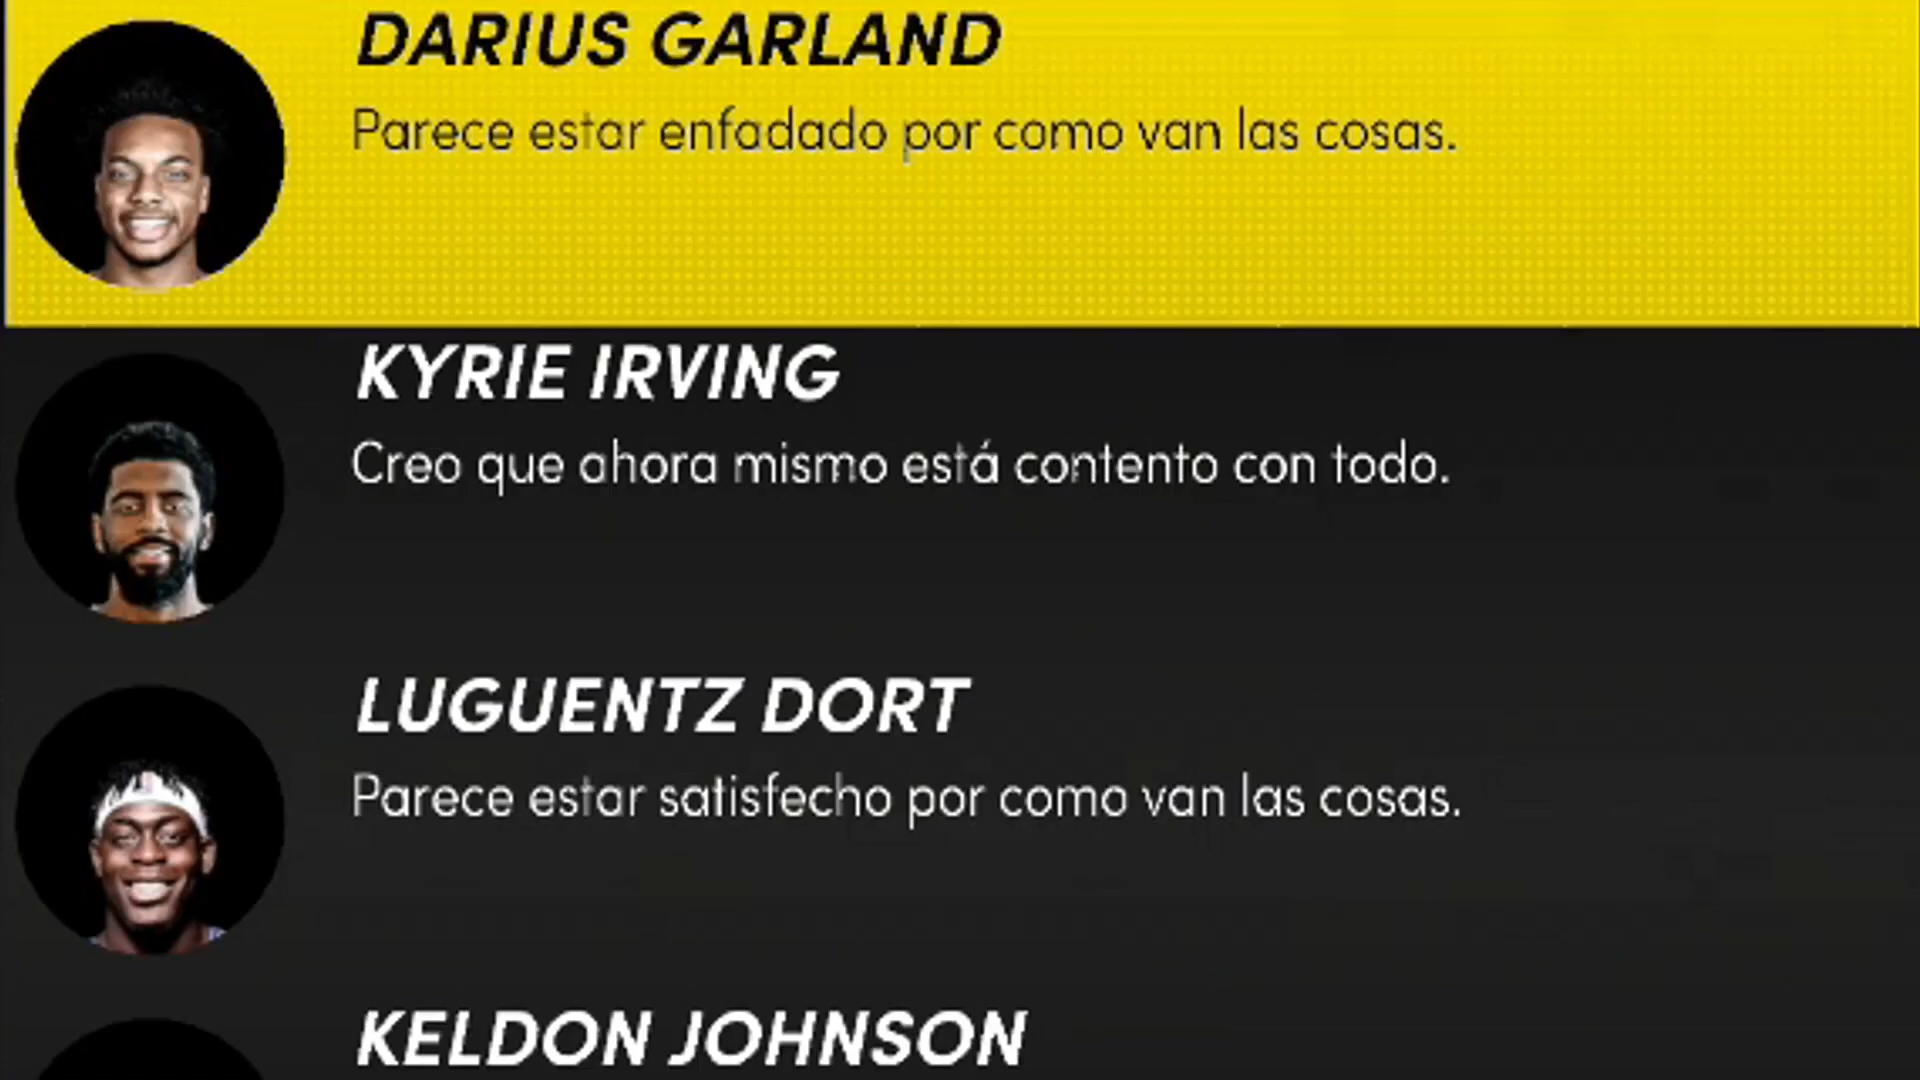 DARIUS GARLAND
Parece estar enfadado por como van las cosas.
KYRIE IRVING
Creo que ahora mismo está contento con todo.
LUGUENTZ DORT
Parece estar satisfecho por como van las cosas.
KELDON JOHNSON